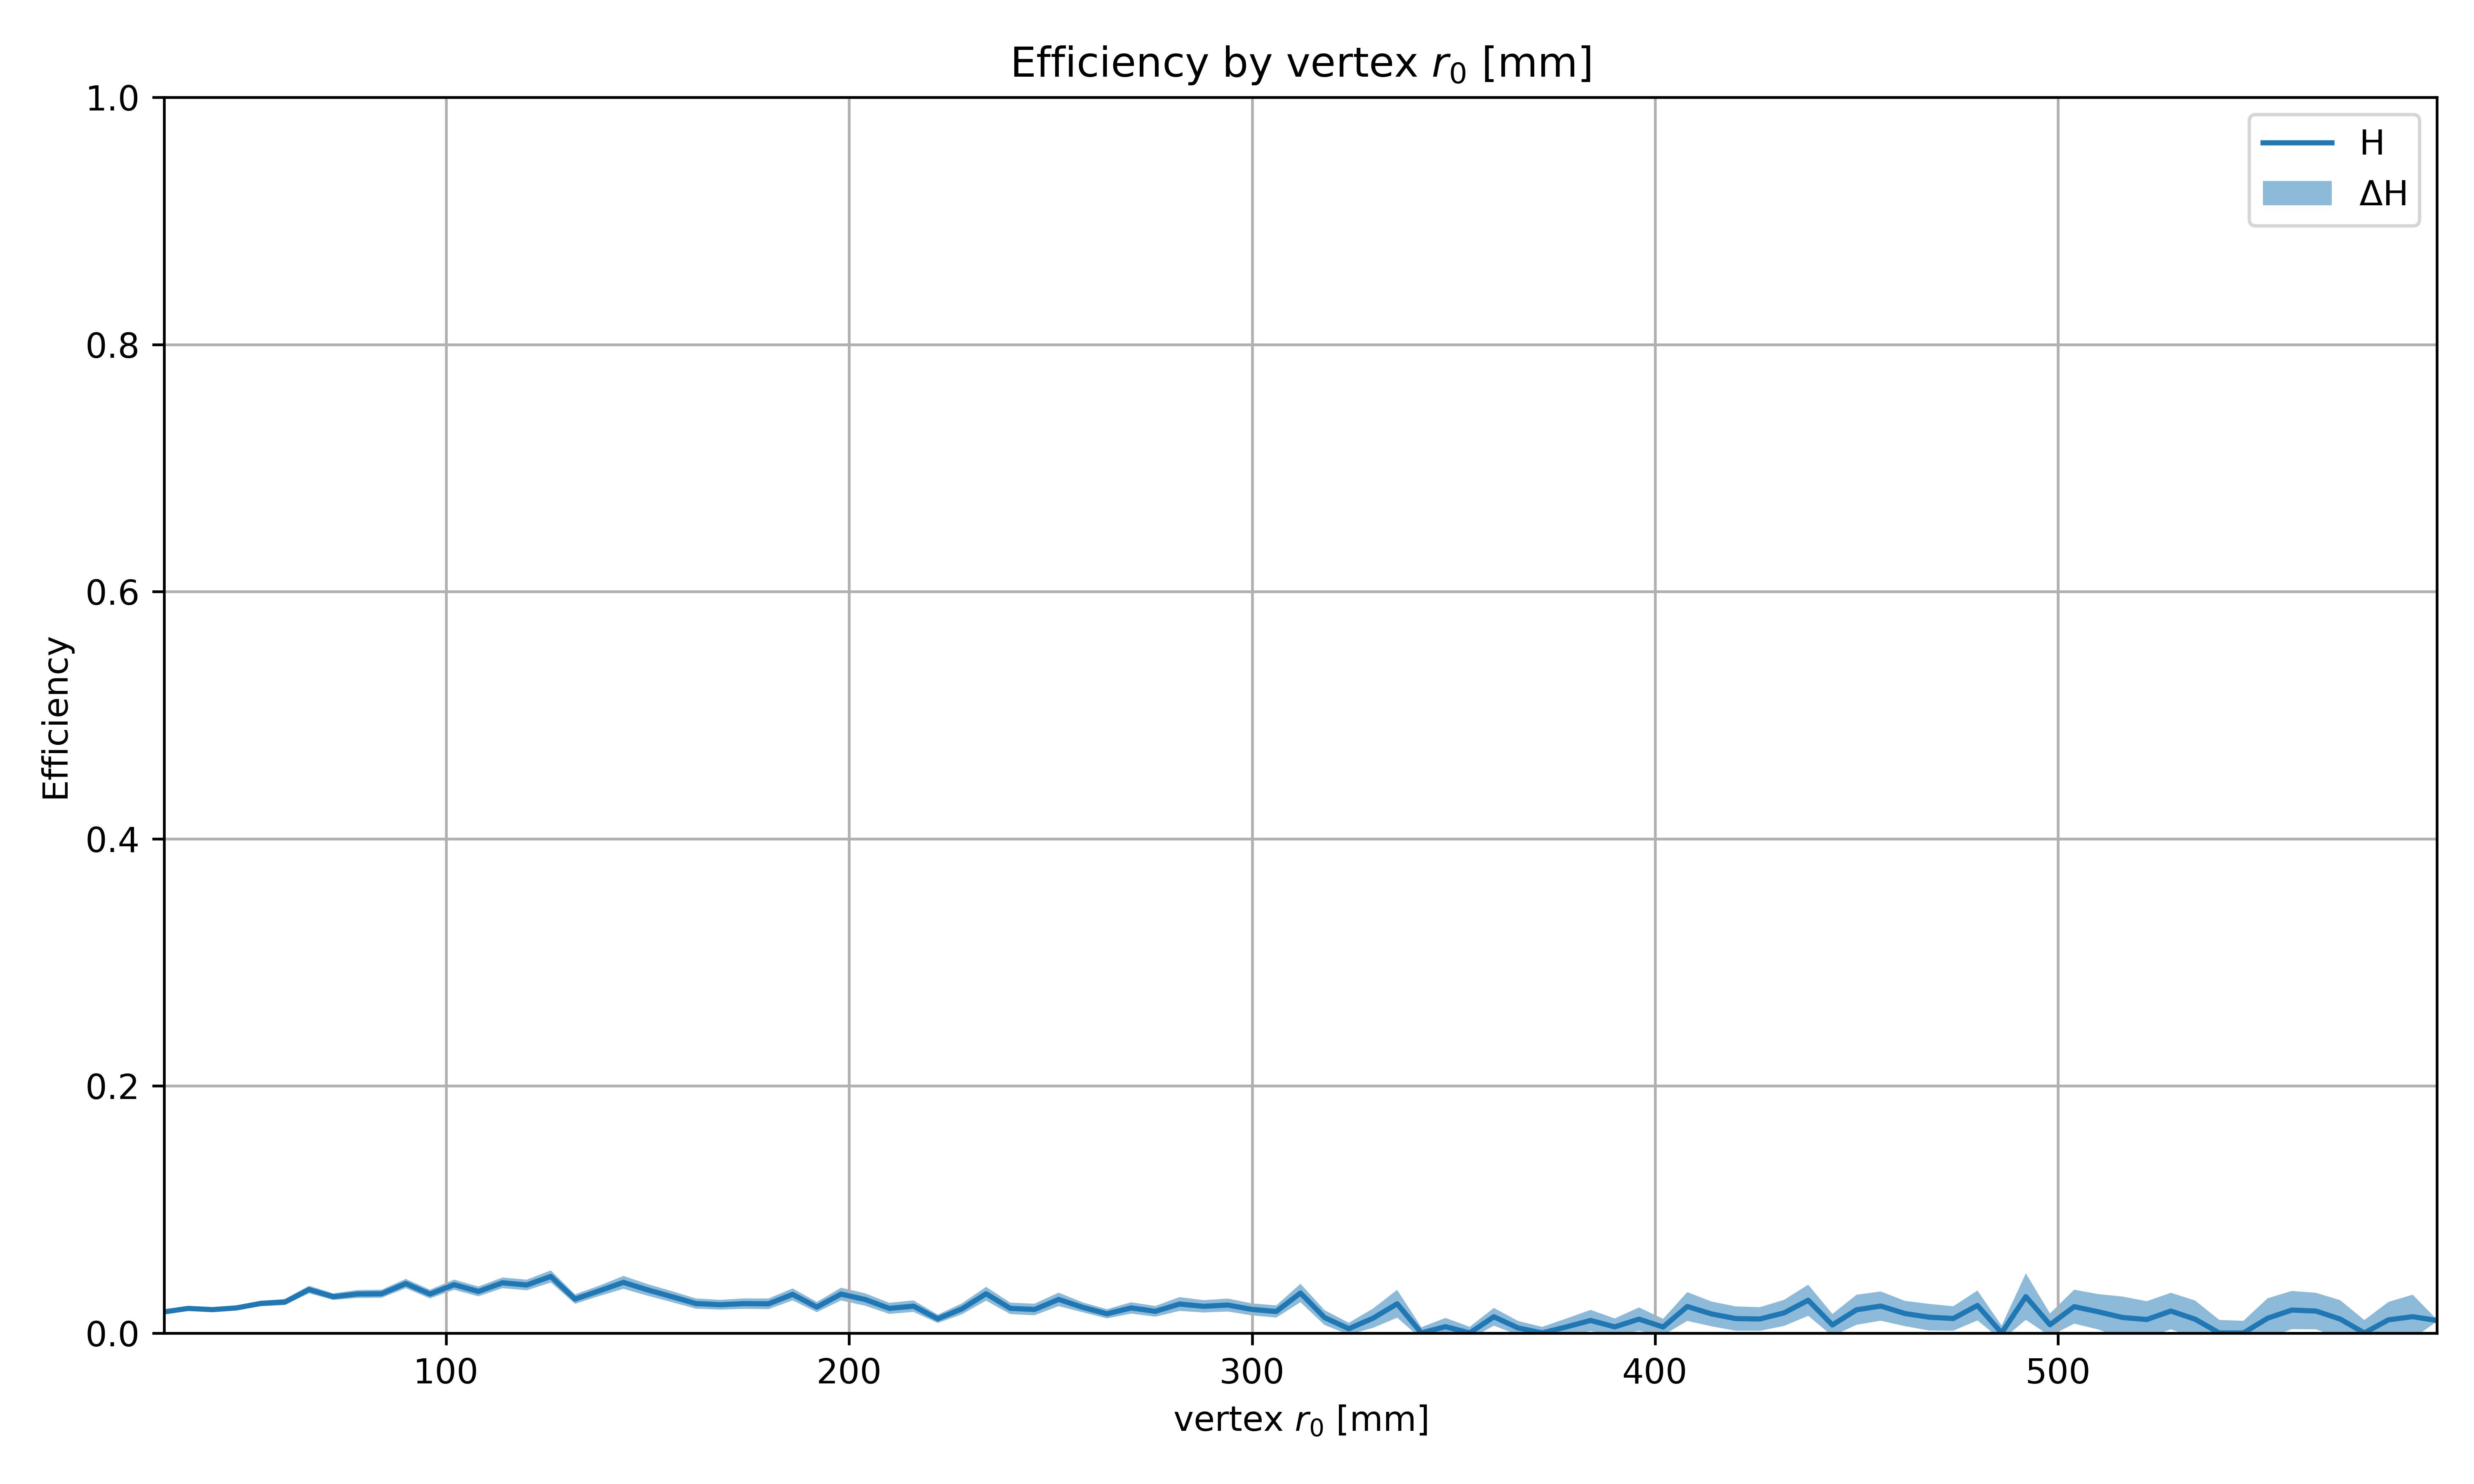 Efficiency by vertex r₀ [mm]
H
ΔH
Efficiency
1.0
0.8
0.6
0.4
0.2
0.0
100 200 300 400 500
vertex r₀ [mm]